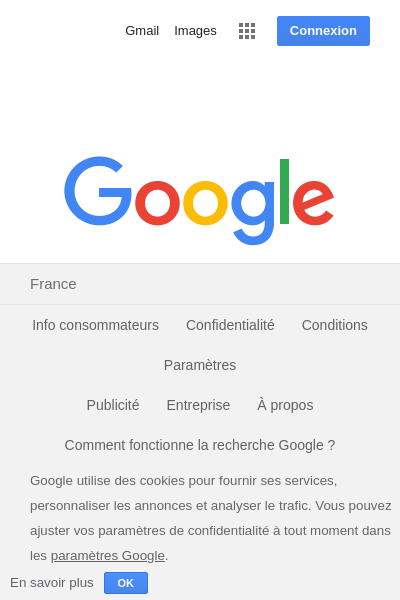 Gmail Images Connexion
Google
France
Info consommateurs Confidentialité Conditions
Paramètres
Publicité Entreprise À propos
Comment fonctionne la recherche Google ?
Google utilise des cookies pour fournir ses services,
personnaliser les annonces et analyser le trafic. Vous pouvez
ajuster vos paramètres de confidentialité à tout moment dans
les paramètres Google.
En savoir plus OK